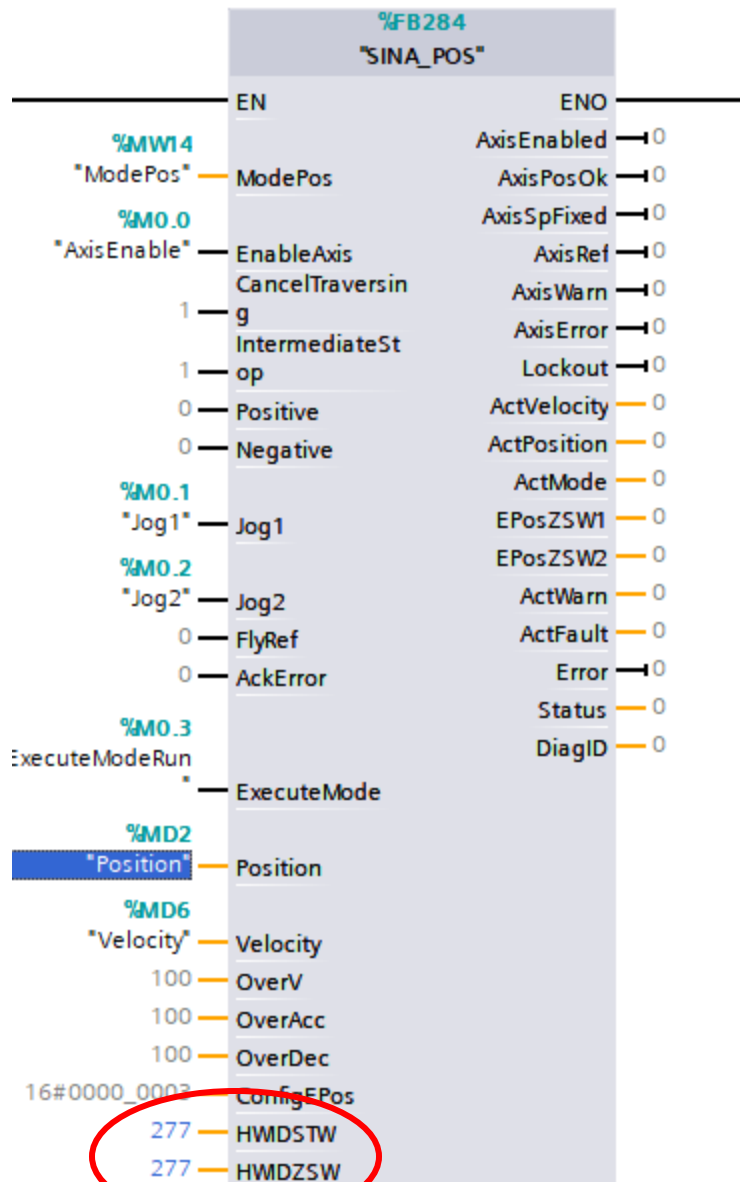 %FB284
"SINA_POS"
EN ENO
AxisEnabled 0
%MW14
"ModePos" ModePos
AxisPosOk 0
AxisSpFixed 0
%M0.0
"AxisEnable" EnableAxis
AxisRef 0
CancelTraversin
1 g
AxisWarn 0
AxisError 0
IntermediateSt
1 op
Lockout 0
0 Positive
ActVelocity 0
0 Negative
ActPosition 0
ActMode 0
%M0.1
"Jog1" Jog1
EPosZSW1 0
EPosZSW2 0
%M0.2
"Jog2" Jog2
ActWarn 0
0 FlyRef
ActFault 0
0 AckError
Error 0
Status 0
%M0.3
ExecuteModeRun
" ExecuteMode
DiagID 0
%MD2
"Position" Position
%MD6
"Velocity" Velocity
100 OverV
100 OverAcc
100 OverDec
16#0000_0003 ConfigEPos
277 HWIDSTW
277 HWIDZSW